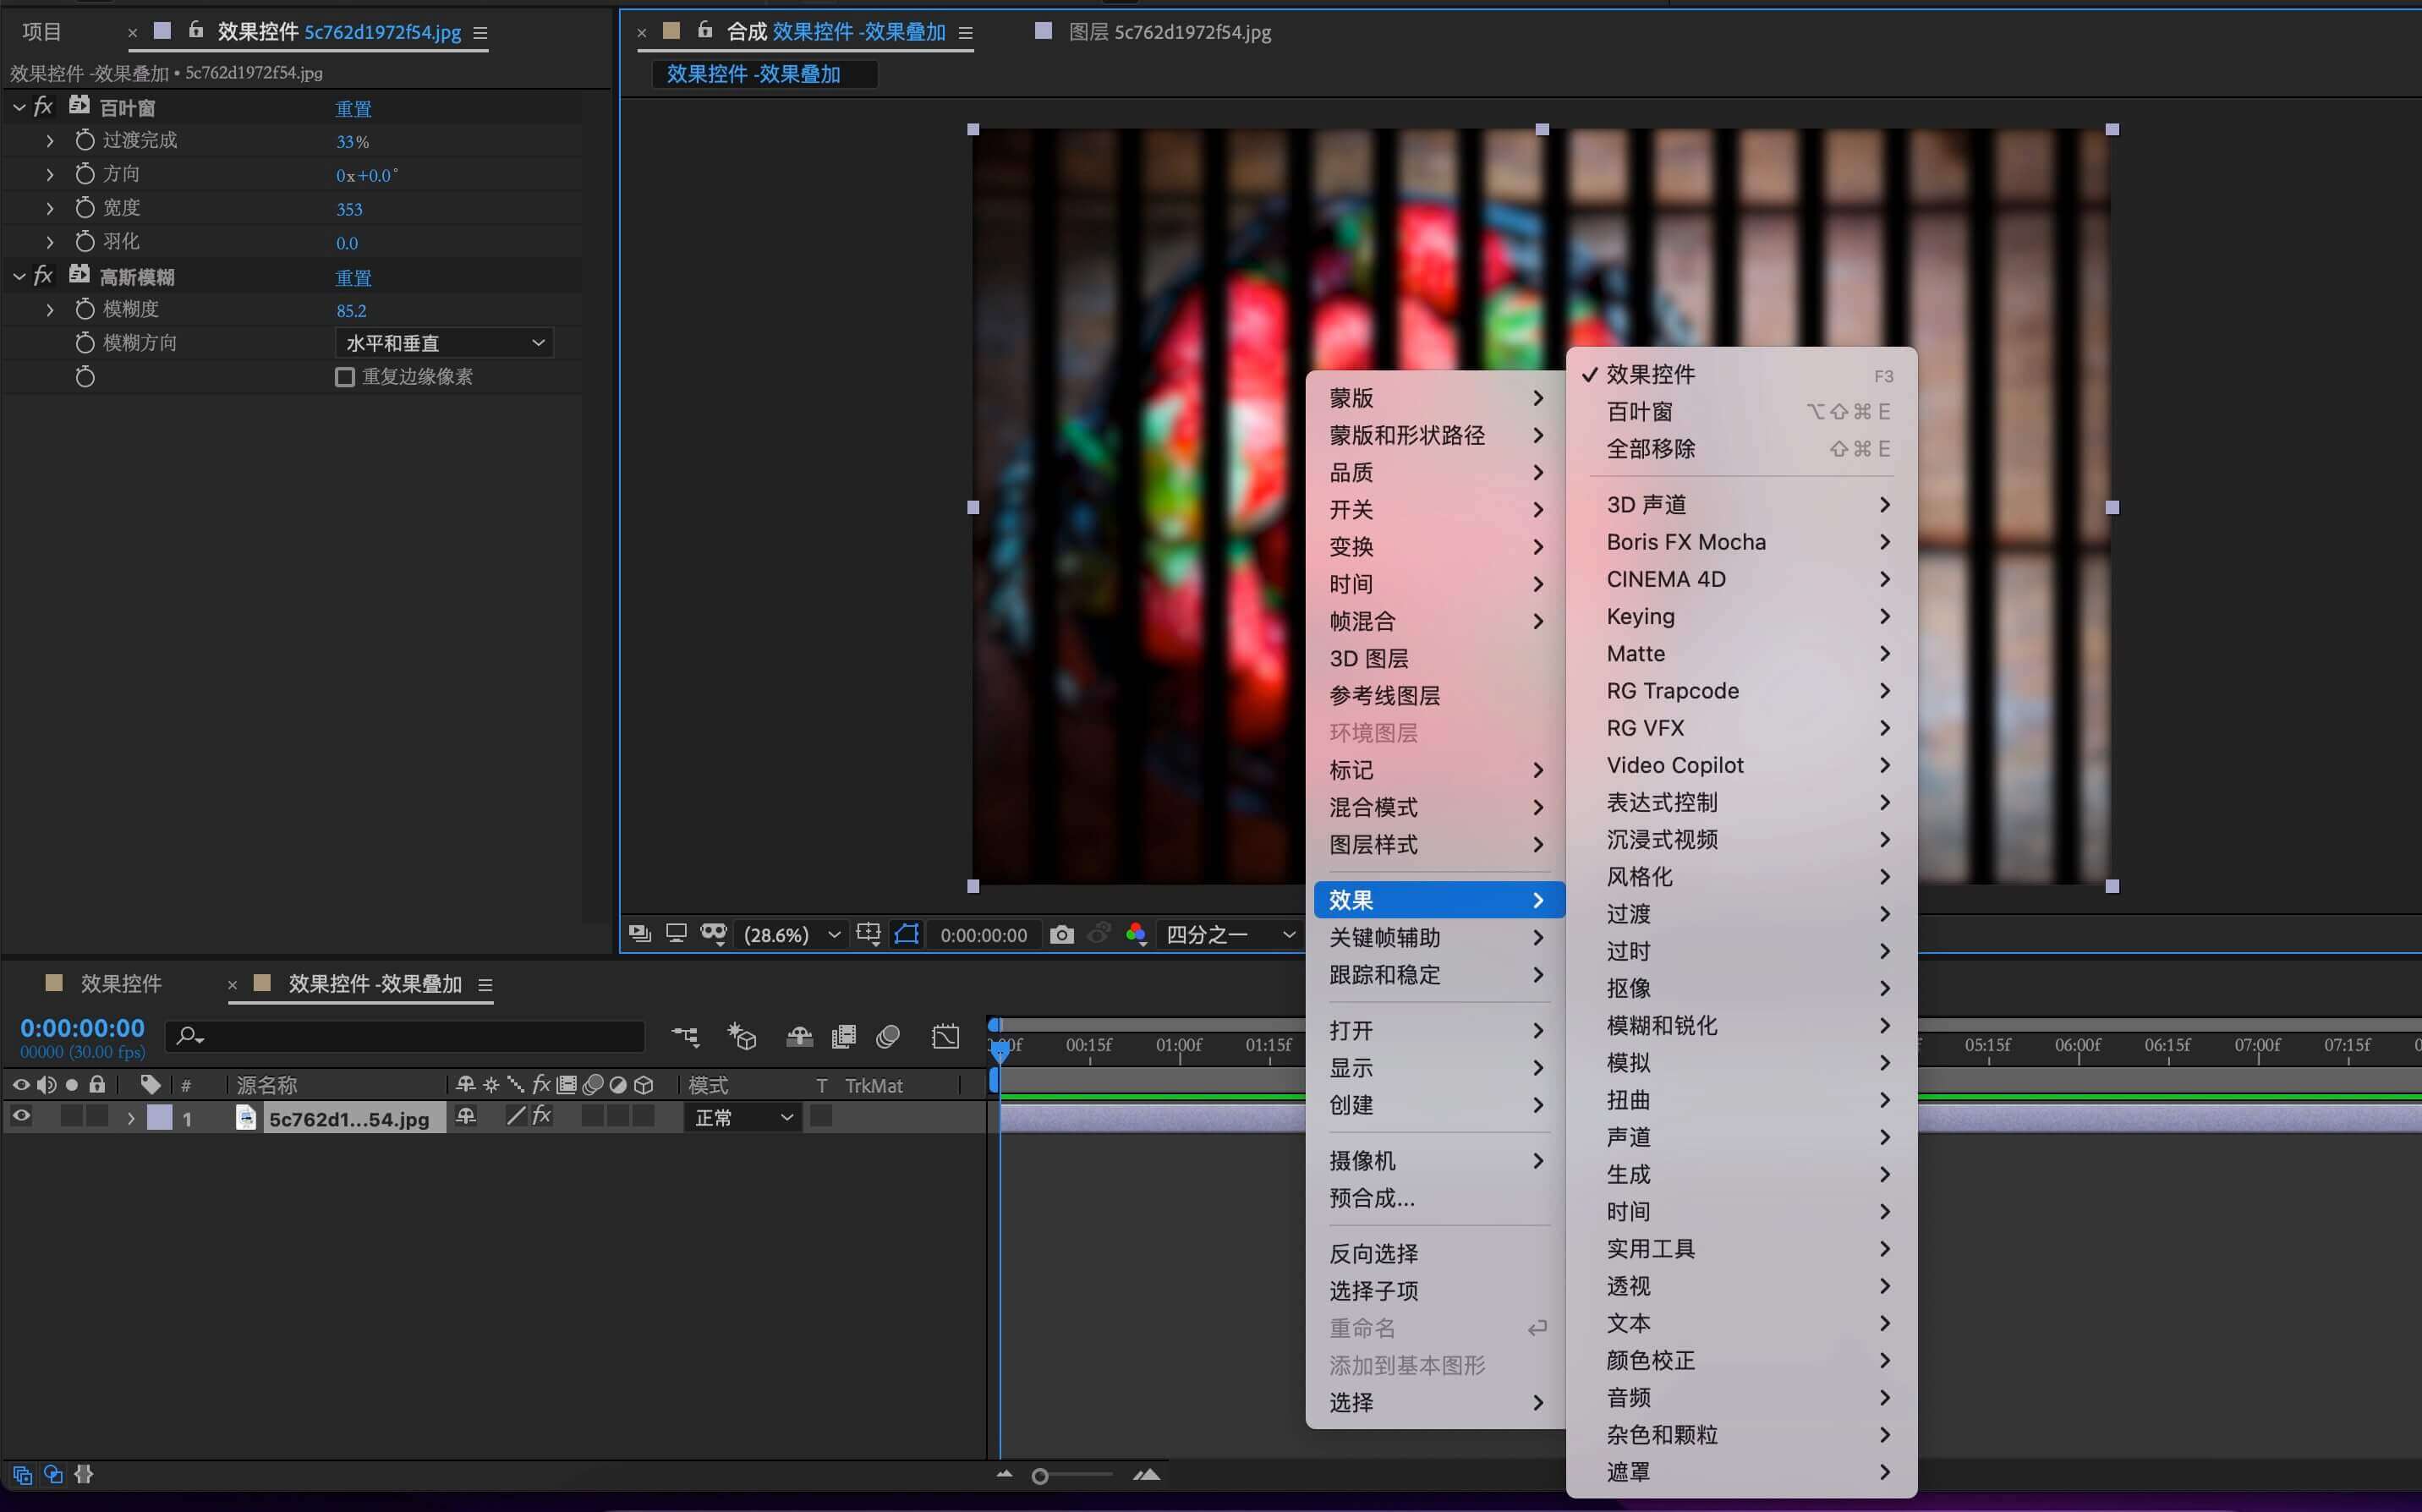 项目
效果控件 5c762d1972f54.jpg
合成 效果控件 -效果叠加
图层 5c762d1972f54.jpg
效果控件 -效果叠加 • 5c762d1972f54.jpg
效果控件 -效果叠加
fx 百叶窗 重置
过渡完成 33%
方向 0x+0.0°
宽度 353
羽化 0.0
fx 高斯模糊 重置
模糊度 85.2
模糊方向 水平和垂直
重复边缘像素
(28.6%) 0:00:00:00 四分之一
蒙版
蒙版和形状路径
品质
开关
变换
时间
帧混合
3D 图层
参考线图层
环境图层
标记
混合模式
图层样式
效果
关键帧辅助
跟踪和稳定
打开
显示
创建
摄像机
预合成...
反向选择
选择子项
重命名
添加到基本图形
选择
效果控件 F3
百叶窗 ⌥⇧⌘E
全部移除 ⇧⌘E
3D 声道
Boris FX Mocha
CINEMA 4D
Keying
Matte
RG Trapcode
RG VFX
Video Copilot
表达式控制
沉浸式视频
风格化
过渡
过时
抠像
模糊和锐化
模拟
扭曲
声道
生成
时间
实用工具
透视
文本
颜色校正
音频
杂色和颗粒
遮罩
效果控件
效果控件 -效果叠加
0:00:00:00
00000 (30.00 fps)
00:15f 01:00f 01:15f 05:15f 06:00f 06:15f 07:00f 07:15f
# 源名称 fx 模式 T TrkMat
1 5c762d1...54.jpg fx 正常